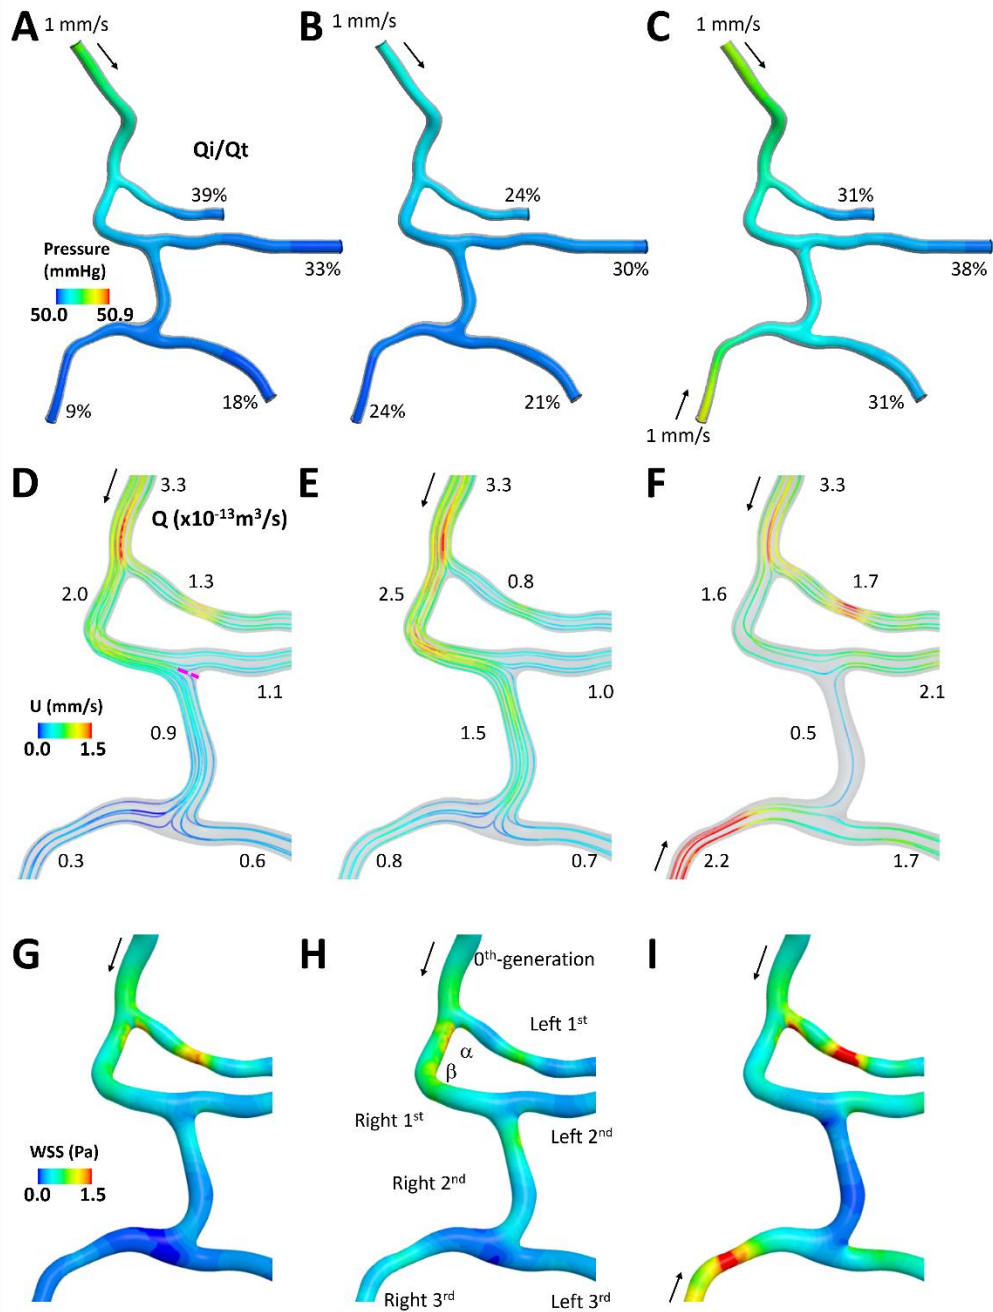 A
1 mm/s
B
1 mm/s
C
1 mm/s
Qi/Qt
39%
24%
31%
Pressure
(mmHg)
50.0 50.9
33%
30%
38%
9%
18%
24%
21%
31%
1 mm/s
D
3.3
E
3.3
F
3.3
Q (x10⁻¹³m³/s)
2.0
1.3
2.5
0.8
1.6
1.7
1.1
1.0
2.1
U (mm/s)
0.0 1.5
0.9
1.5
0.5
0.3
0.6
0.8
0.7
2.2
1.7
G
H
I
0ᵗʰ-generation
Left 1ˢᵗ
α
β
Right 1ˢᵗ
Left 2ⁿᵈ
WSS (Pa)
0.0 1.5
Right 2ⁿᵈ
Right 3ʳᵈ
Left 3ʳᵈ